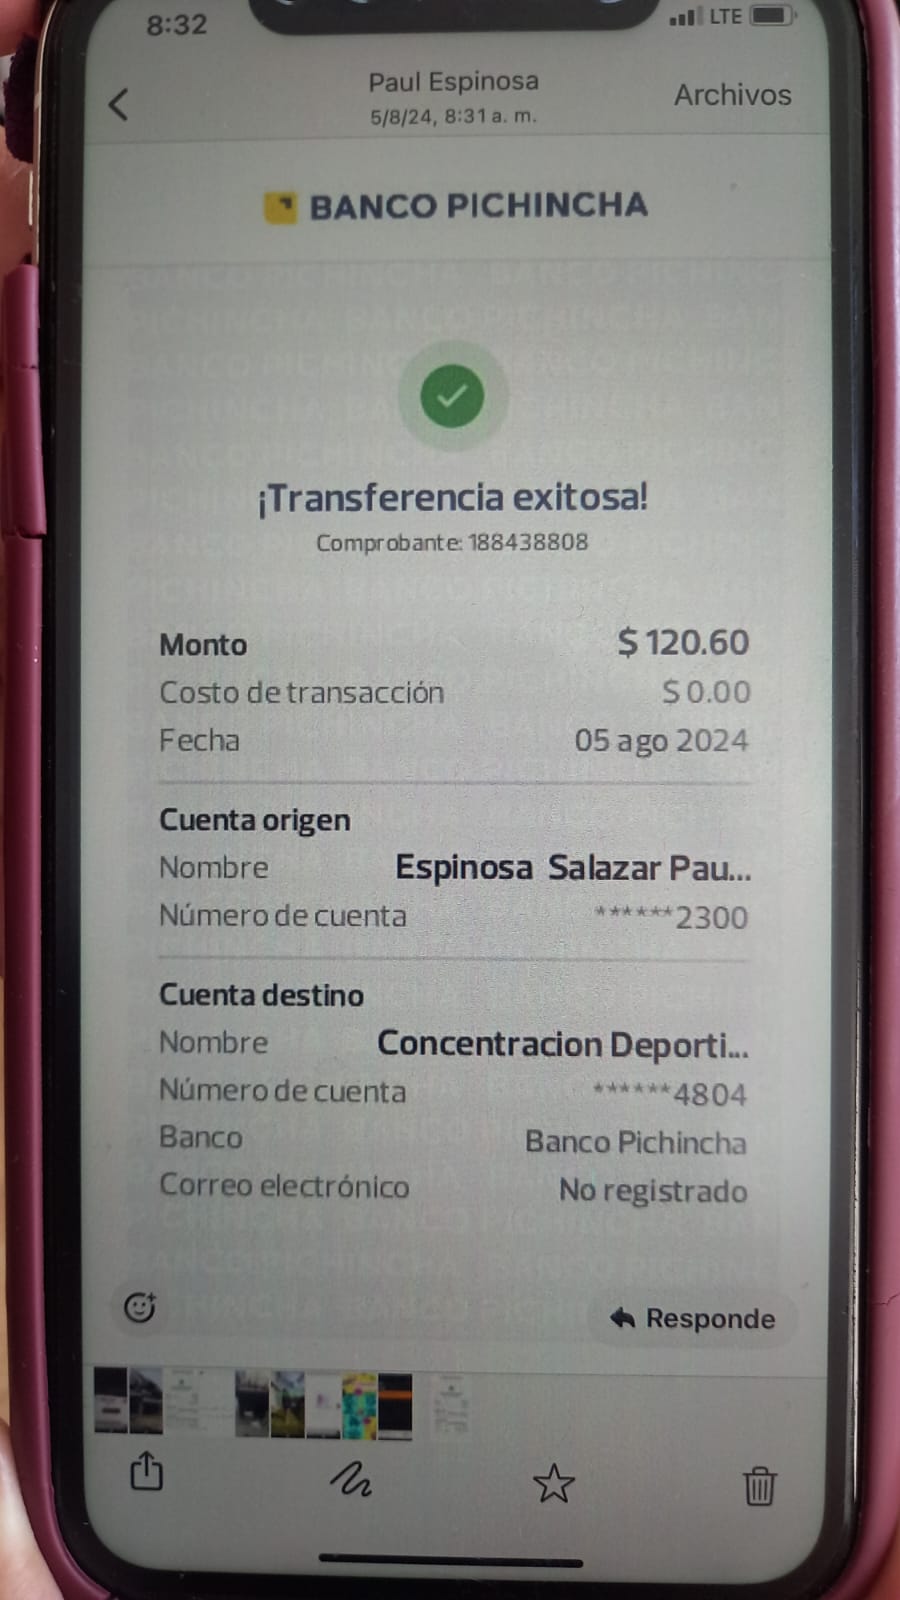 8:32
LTE
Paul Espinosa
5/8/24, 8:31 a. m.
Archivos
BANCO PICHINCHA
¡Transferencia exitosa!
Comprobante: 188438808
Monto $ 120.60
Costo de transacción $ 0.00
Fecha 05 ago 2024
Cuenta origen
Nombre Espinosa Salazar Pau...
Número de cuenta ******2300
Cuenta destino
Nombre Concentracion Deporti...
Número de cuenta ******4804
Banco Banco Pichincha
Correo electrónico No registrado
Responde